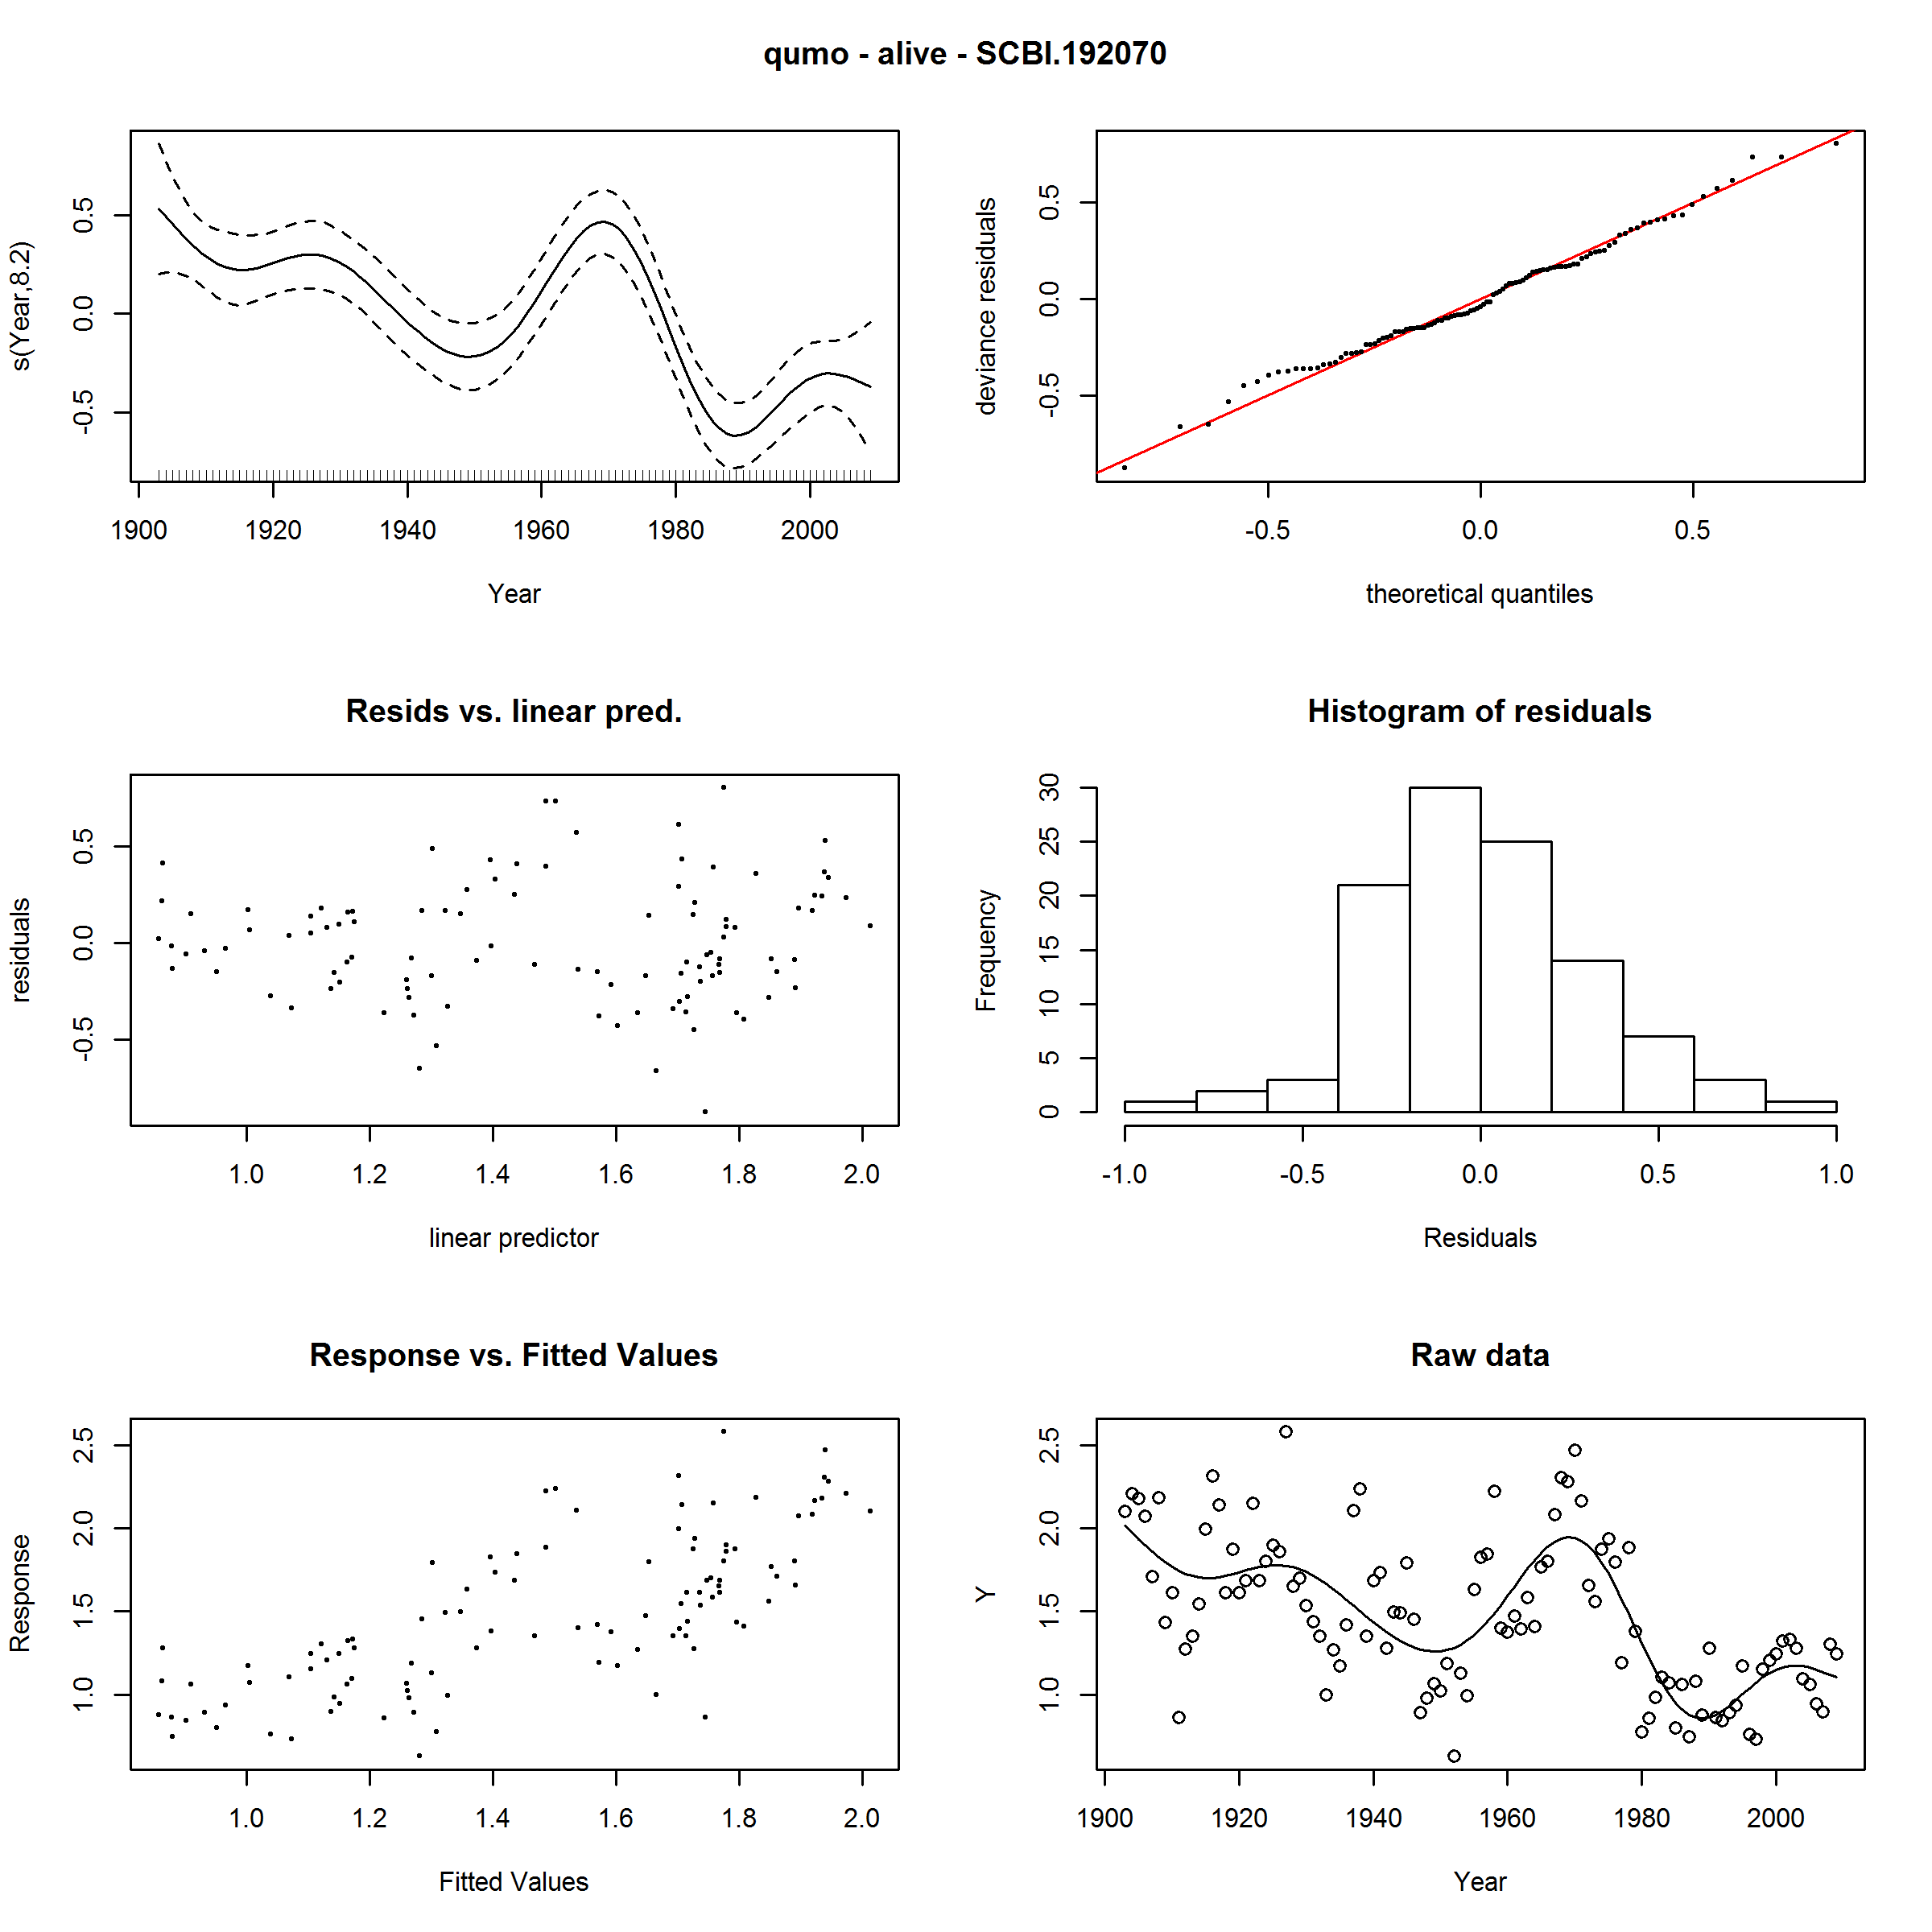 qumo - alive - SCBI.192070
s(Year,8.2)
0.5
0.0
-0.5
1900 1920 1940 1960 1980 2000
Year
deviance residuals
0.5
0.0
-0.5
-0.5 0.0 0.5
theoretical quantiles
Resids vs. linear pred.
residuals
0.5
0.0
-0.5
1.0 1.2 1.4 1.6 1.8 2.0
linear predictor
Histogram of residuals
Frequency
30
25
20
15
10
5
0
-1.0 -0.5 0.0 0.5 1.0
Residuals
Response vs. Fitted Values
Response
2.5
2.0
1.5
1.0
1.0 1.2 1.4 1.6 1.8 2.0
Fitted Values
Raw data
Y
2.5
2.0
1.5
1.0
1900 1920 1940 1960 1980 2000
Year